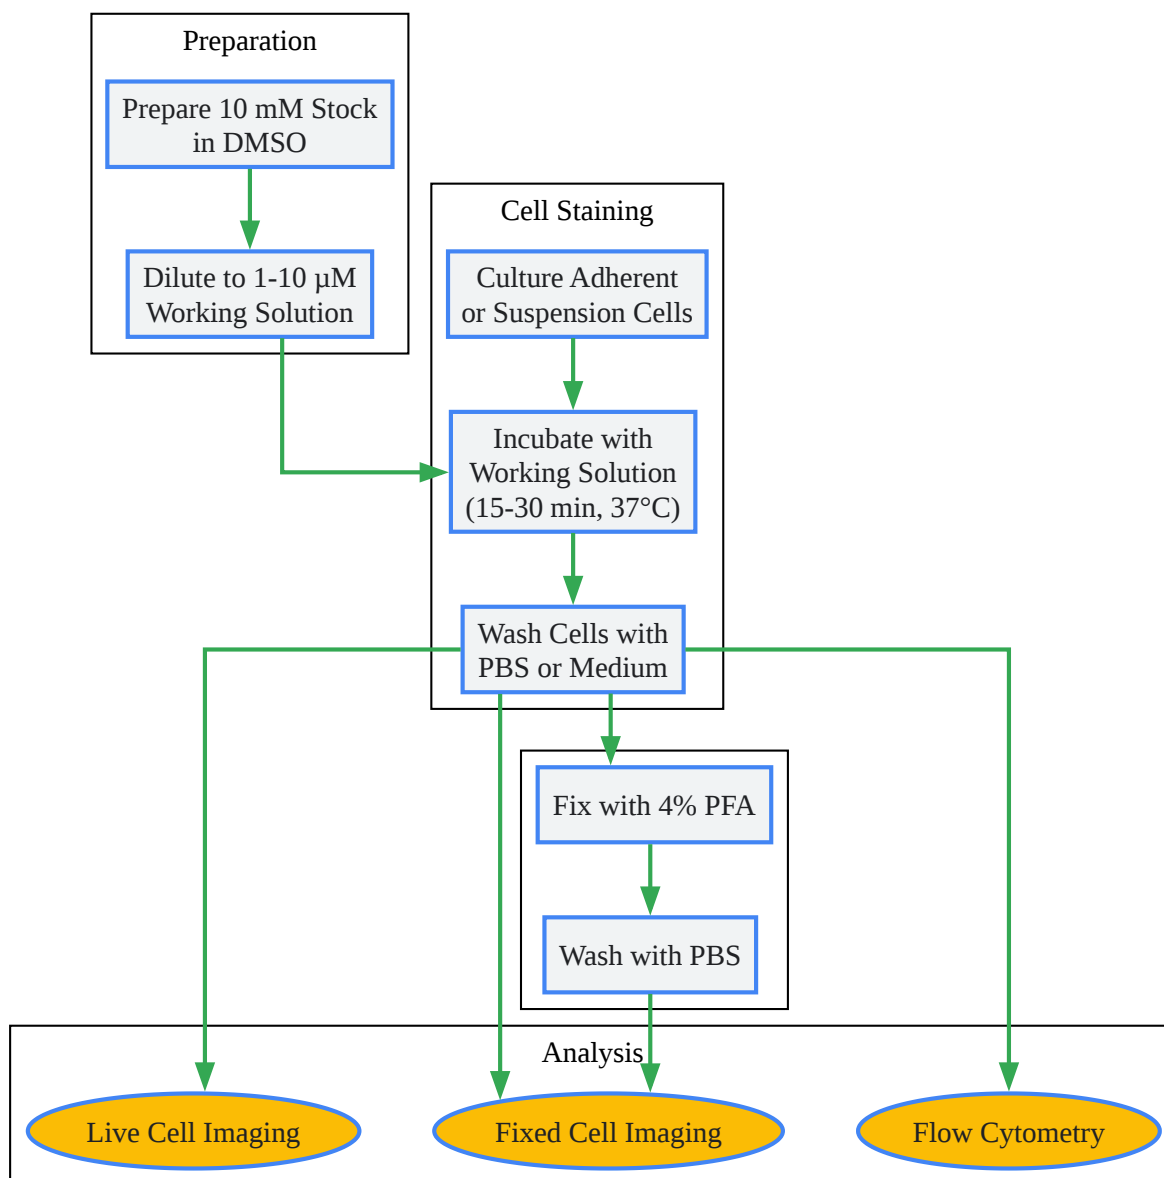 Preparation
Prepare 10 mM Stock
in DMSO
Dilute to 1-10 µM
Working Solution
Cell Staining
Culture Adherent
or Suspension Cells
Incubate with
Working Solution
(15-30 min, 37°C)
Wash Cells with
PBS or Medium
Fix with 4% PFA
Wash with PBS
Analysis
Live Cell Imaging
Fixed Cell Imaging
Flow Cytometry